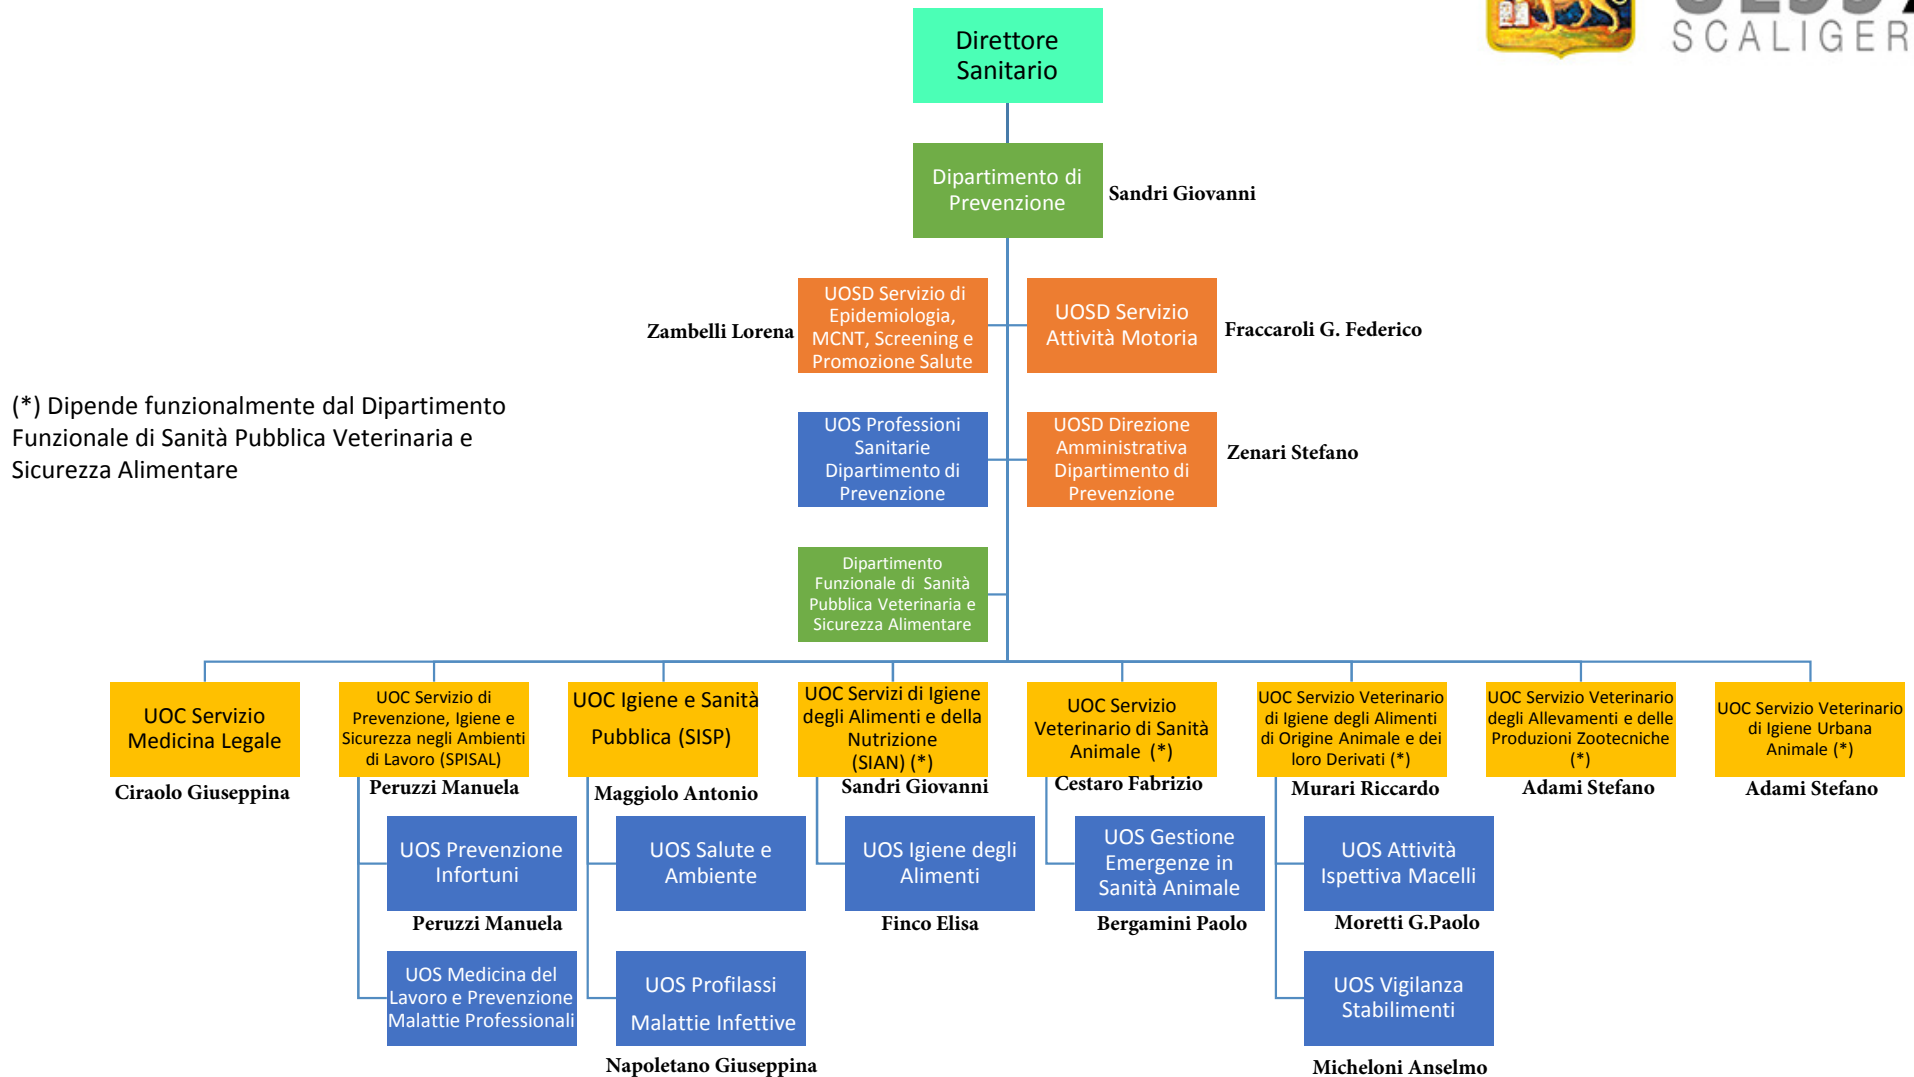 SCALIGER
Direttore
Sanitario
Dipartimento di
Prevenzione
Sandri Giovanni
UOSD Servizio di
Epidemiologia,
MCNT, Screening e
Promozione Salute
Zambelli Lorena
UOSD Servizio
Attività Motoria
Fraccaroli G. Federico
(*) Dipende funzionalmente dal Dipartimento
Funzionale di Sanità Pubblica Veterinaria e
Sicurezza Alimentare
UOS Professioni
Sanitarie
Dipartimento di
Prevenzione
UOSD Direzione
Amministrativa
Dipartimento di
Prevenzione
Zenari Stefano
Dipartimento
Funzionale di Sanità
Pubblica Veterinaria e
Sicurezza Alimentare
UOC Servizio
Medicina Legale
Ciraolo Giuseppina
UOC Servizio di
Prevenzione, Igiene e
Sicurezza negli Ambienti
di Lavoro (SPISAL)
Peruzzi Manuela
UOC Igiene e Sanità
Pubblica (SISP)
Maggiolo Antonio
UOC Servizi di Igiene
degli Alimenti e della
Nutrizione
(SIAN) (*)
Sandri Giovanni
UOC Servizio
Veterinario di Sanità
Animale (*)
Cestaro Fabrizio
UOC Servizio Veterinario
di Igiene degli Alimenti
di Origine Animale e dei
loro Derivati (*)
Murari Riccardo
UOC Servizio Veterinario
degli Allevamenti e delle
Produzioni Zootecniche
(*)
Adami Stefano
UOC Servizio Veterinario
di Igiene Urbana
Animale (*)
Adami Stefano
UOS Prevenzione
Infortuni
Peruzzi Manuela
UOS Salute e
Ambiente
UOS Igiene degli
Alimenti
Finco Elisa
UOS Gestione
Emergenze in
Sanità Animale
Bergamini Paolo
UOS Attività
Ispettiva Macelli
Moretti G.Paolo
UOS Medicina del
Lavoro e Prevenzione
Malattie Professionali
UOS Profilassi
Malattie Infettive
Napoletano Giuseppina
UOS Vigilanza
Stabilimenti
Micheloni Anselmo